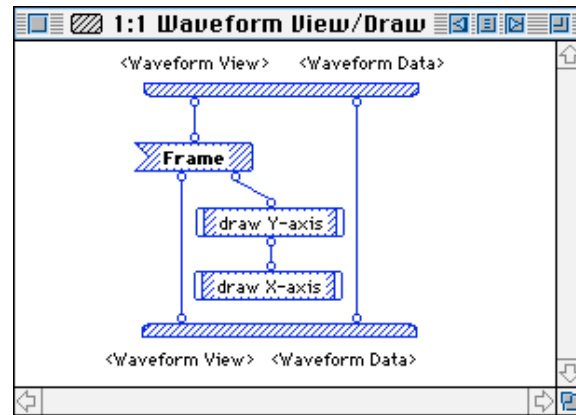 1:1 Waveform View/Draw
<Waveform View> <Waveform Data>
Frame
draw Y-axis
draw X-axis
<Waveform View> <Waveform Data>